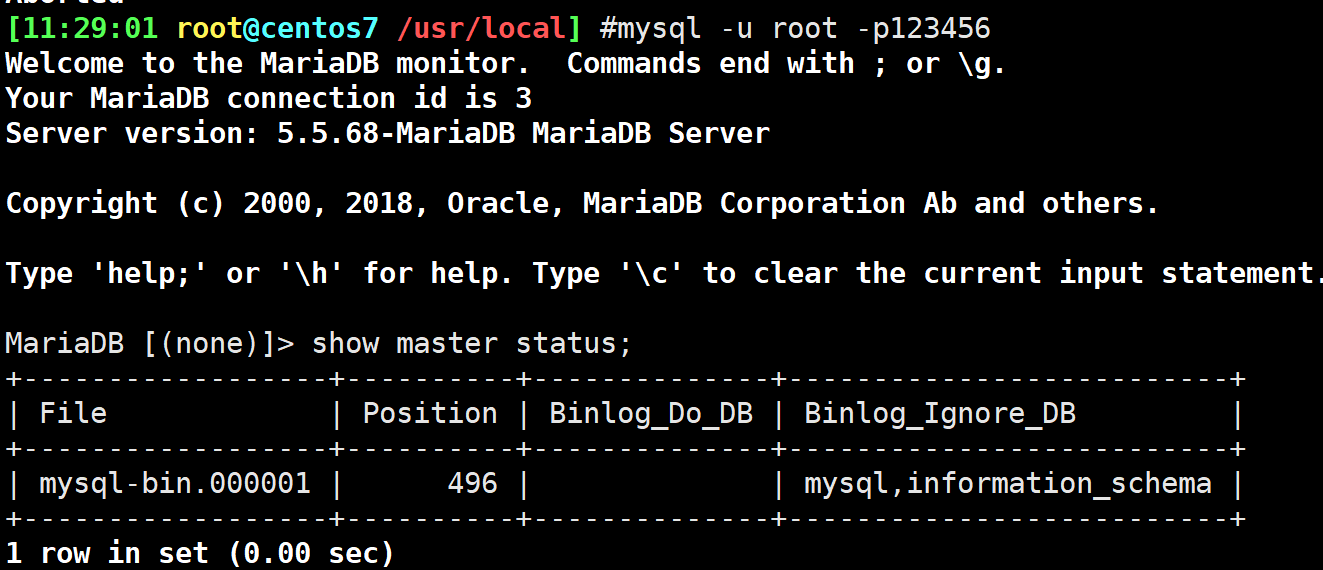 Aborted
[11:29:01 root@centos7 /usr/local] #mysql -u root -p123456
Welcome to the MariaDB monitor.  Commands end with ; or \g.
Your MariaDB connection id is 3
Server version: 5.5.68-MariaDB MariaDB Server
Copyright (c) 2000, 2018, Oracle, MariaDB Corporation Ab and others.
Type 'help;' or '\h' for help. Type '\c' to clear the current input statement.
MariaDB [(none)]> show master status;
+------------------+----------+--------------+--------------------------+
| File             | Position | Binlog_Do_DB | Binlog_Ignore_DB         |
+------------------+----------+--------------+--------------------------+
| mysql-bin.000001 |      496 |              | mysql,information_schema |
+------------------+----------+--------------+--------------------------+
1 row in set (0.00 sec)